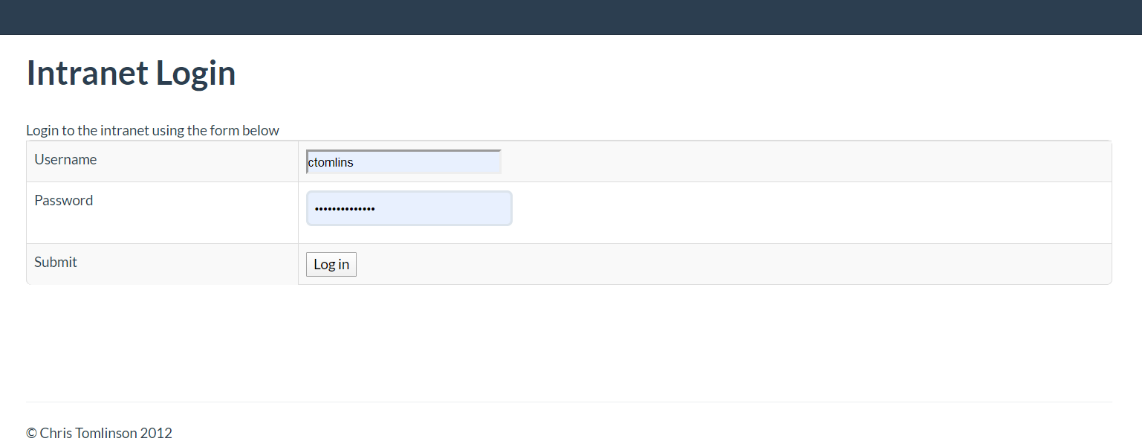 Intranet Login
Login to the intranet using the form below
Username ctomlins
Password ••••••••••••••
Submit Log in
© Chris Tomlinson 2012